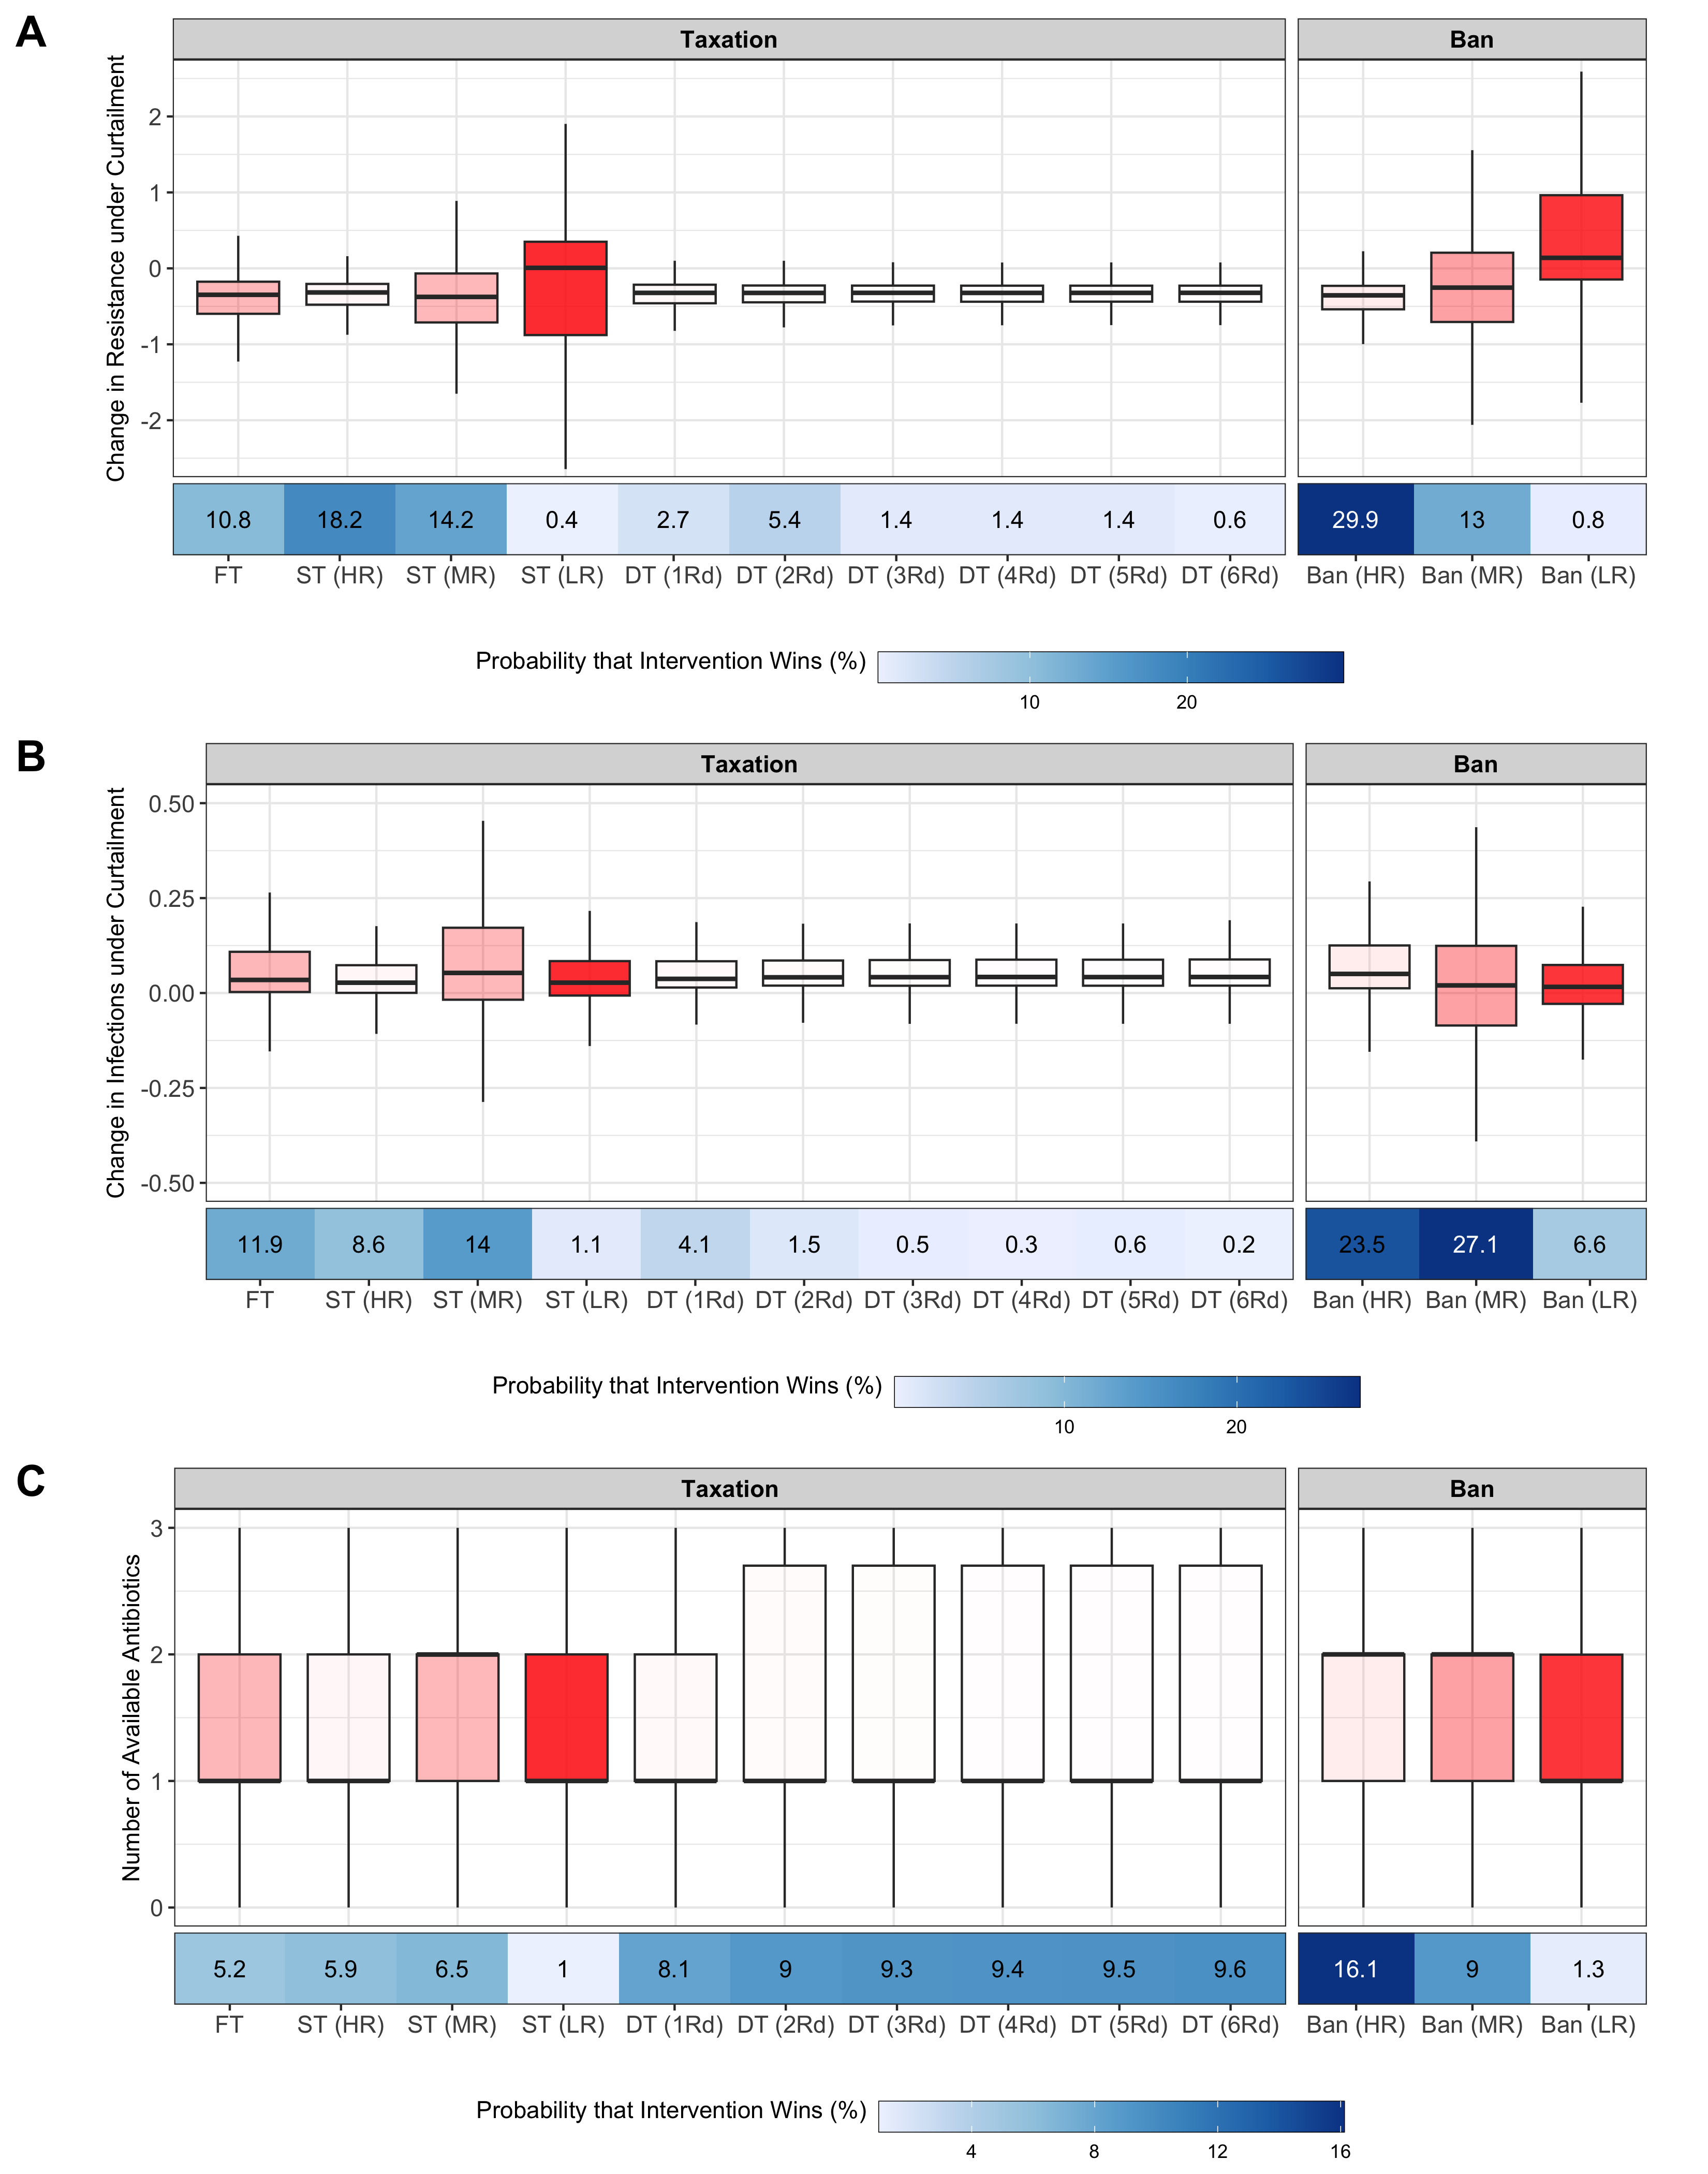 A
Taxation
Ban
Change in Resistance under Curtailment
2
1
0
-1
-2
10.8 18.2 14.2 0.4 2.7 5.4 1.4 1.4 1.4 0.6 29.9 13 0.8
FT ST (HR) ST (MR) ST (LR) DT (1Rd) DT (2Rd) DT (3Rd) DT (4Rd) DT (5Rd) DT (6Rd) Ban (HR) Ban (MR) Ban (LR)
Probability that Intervention Wins (%)
10 20
B
Taxation
Ban
Change in Infections under Curtailment
0.50
0.25
0.00
-0.25
-0.50
11.9 8.6 14 1.1 4.1 1.5 0.5 0.3 0.6 0.2 23.5 27.1 6.6
FT ST (HR) ST (MR) ST (LR) DT (1Rd) DT (2Rd) DT (3Rd) DT (4Rd) DT (5Rd) DT (6Rd) Ban (HR) Ban (MR) Ban (LR)
Probability that Intervention Wins (%)
10 20
C
Taxation
Ban
Number of Available Antibiotics
3
2
1
0
5.2 5.9 6.5 1 8.1 9 9.3 9.4 9.5 9.6 16.1 9 1.3
FT ST (HR) ST (MR) ST (LR) DT (1Rd) DT (2Rd) DT (3Rd) DT (4Rd) DT (5Rd) DT (6Rd) Ban (HR) Ban (MR) Ban (LR)
Probability that Intervention Wins (%)
4 8 12 16